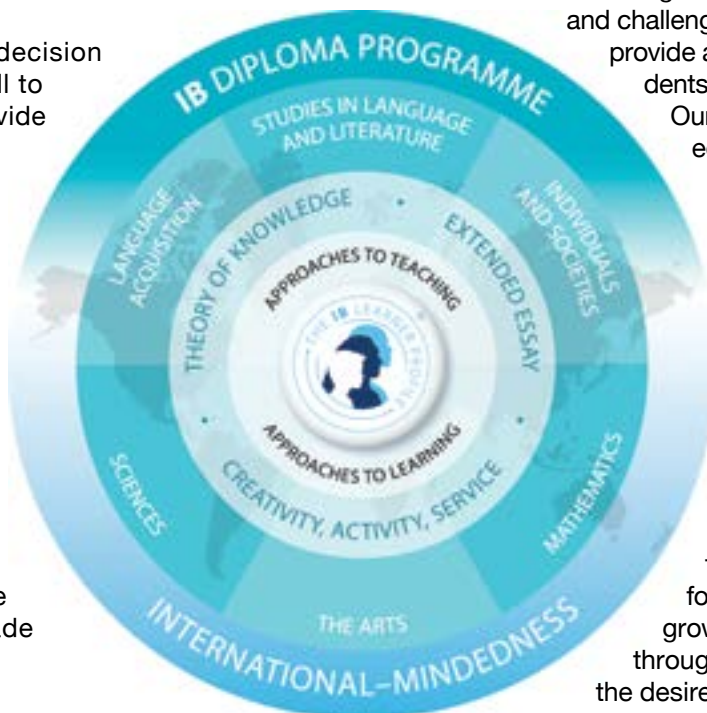 decision
ll to
vide
and challeng
provide a
dents
Our
e
IB DIPLOMA PROGRAMME
STUDIES IN LANGUAGE
AND LITERATURE
LANGUAGE
ACQUISITION
INDIVIDUALS
AND SOCIETIES
THEORY OF KNOWLEDGE
EXTENDED ESSAY
APPROACHES TO TEACHING
THE IB LEARNER PROFILE
APPROACHES TO LEARNING
CREATIVITY, ACTIVITY, SERVICE
SCIENCES
MATHEMATICS
THE ARTS
INTERNATIONAL-MINDEDNESS
e
de
fo
grow
throug
the desire